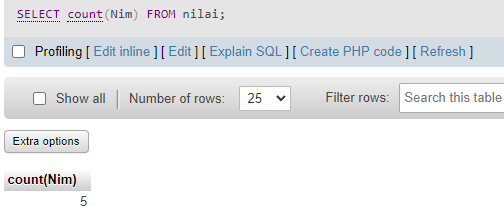 SELECT count(Nim) FROM nilai;
Profiling [ Edit inline ] [ Edit ] [ Explain SQL ] [ Create PHP code ] [ Refresh ]
Show all Number of rows: 25 Filter rows: Search this table
Extra options
count(Nim)
5